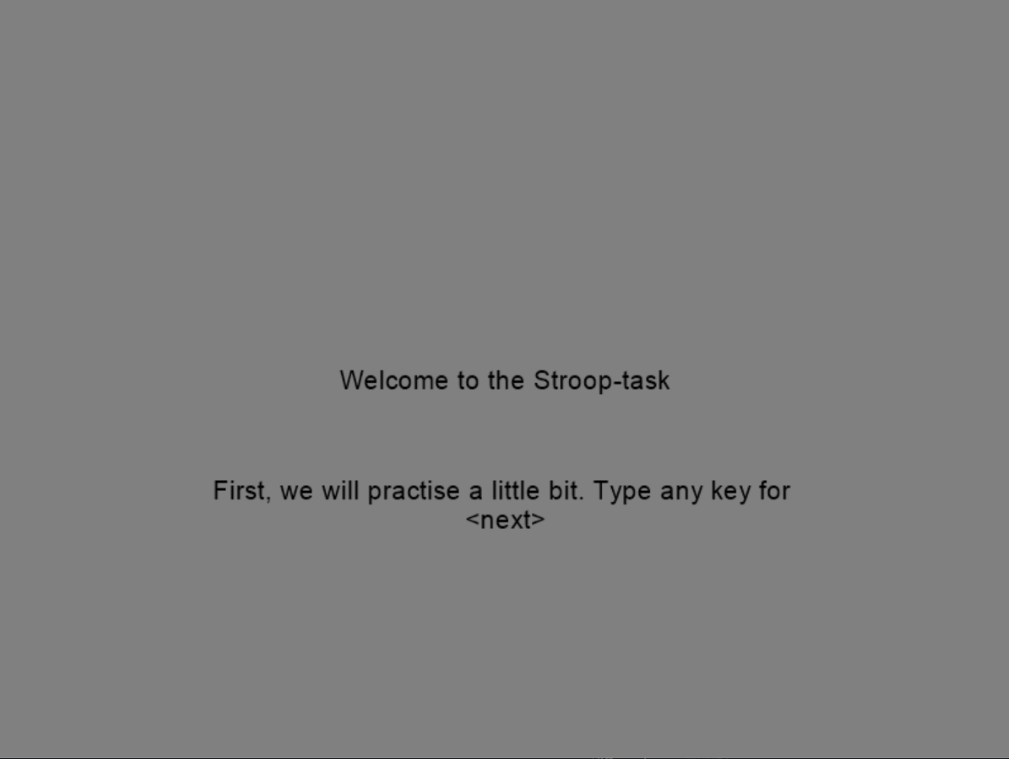 Welcome to the Stroop-task
First, we will practise a little bit. Type any key for
<next>